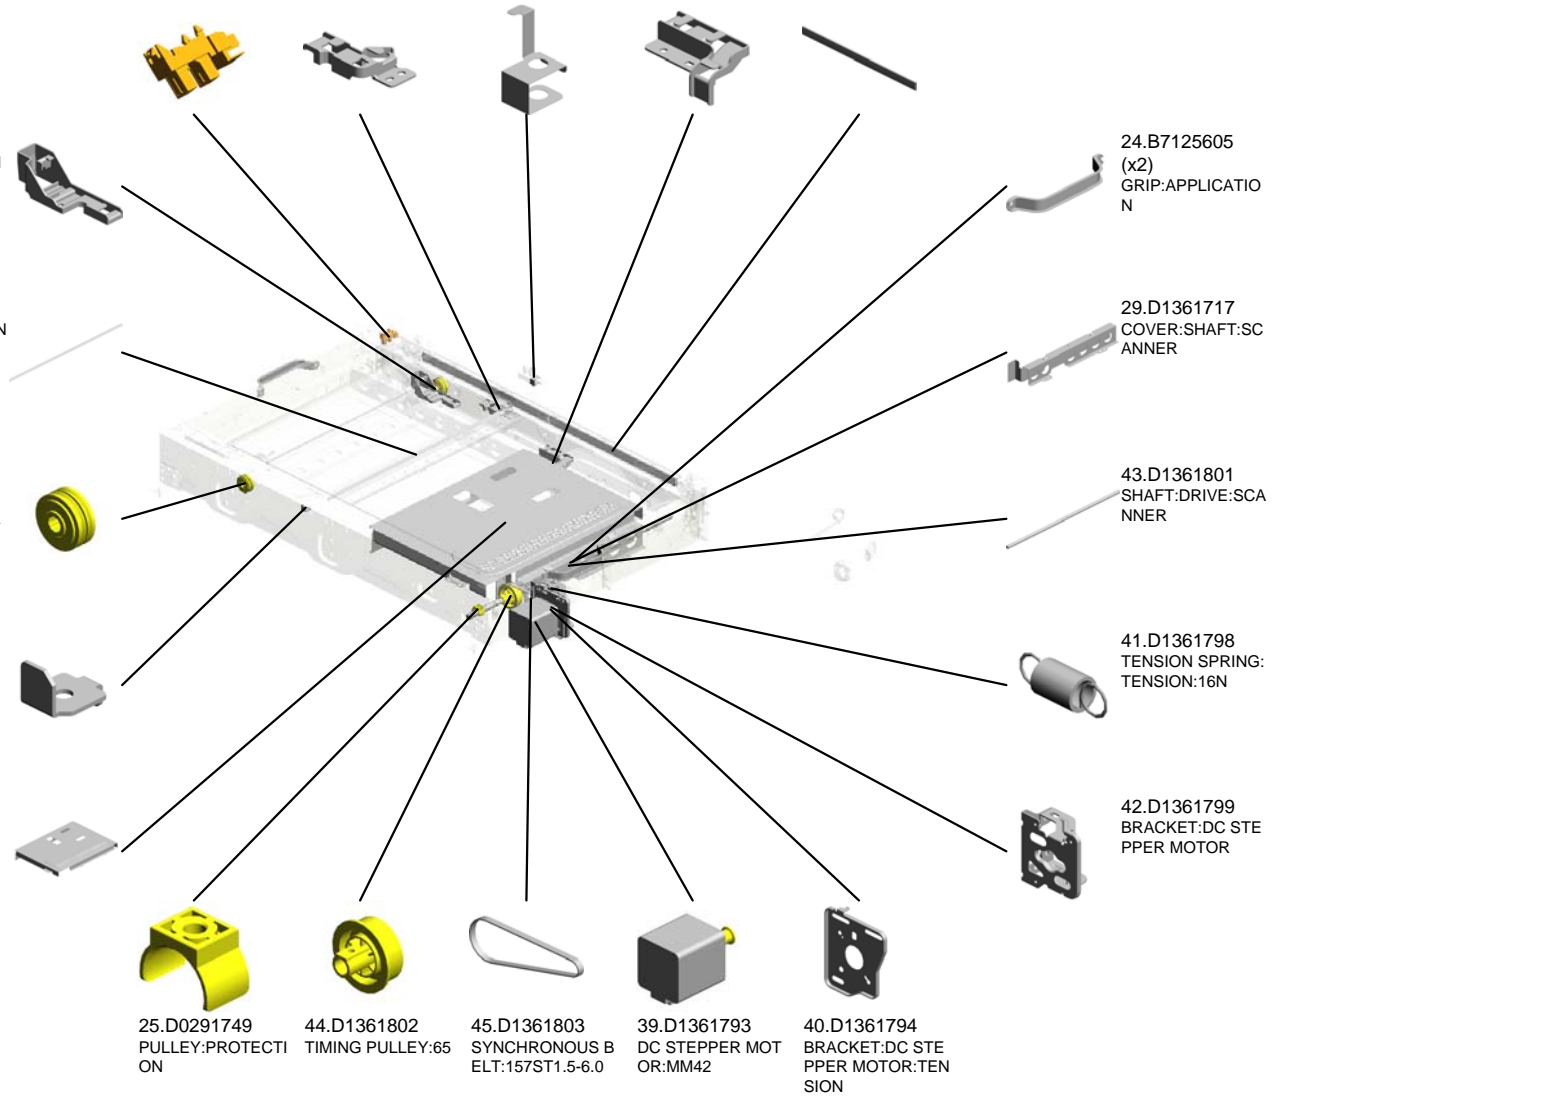 24.B7125605
(x2)
GRIP:APPLICATIO
N
29.D1361717
COVER:SHAFT:SC
ANNER
N
43.D1361801
SHAFT:DRIVE:SCA
NNER
41.D1361798
TENSION SPRING:
TENSION:16N
42.D1361799
BRACKET:DC STE
PPER MOTOR
25.D0291749
PULLEY:PROTECTI
ON
44.D1361802
TIMING PULLEY:65
45.D1361803
SYNCHRONOUS B
ELT:157ST1.5-6.0
39.D1361793
DC STEPPER MOT
OR:MM42
40.D1361794
BRACKET:DC STE
PPER MOTOR:TEN
SION